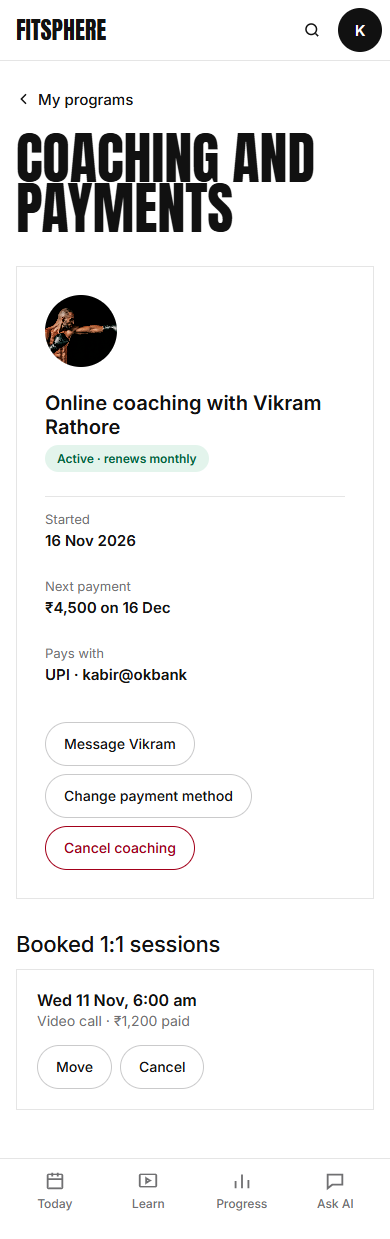 FITSPHERE
K
My programs
COACHING AND
PAYMENTS
Online coaching with Vikram
Rathore
Active · renews monthly
Started
16 Nov 2026
Next payment
₹4,500 on 16 Dec
Pays with
UPI · kabir@okbank
Message Vikram
Change payment method
Cancel coaching
Booked 1:1 sessions
Wed 11 Nov, 6:00 am
Video call · ₹1,200 paid
Move
Cancel
Today
Learn
Progress
Ask AI